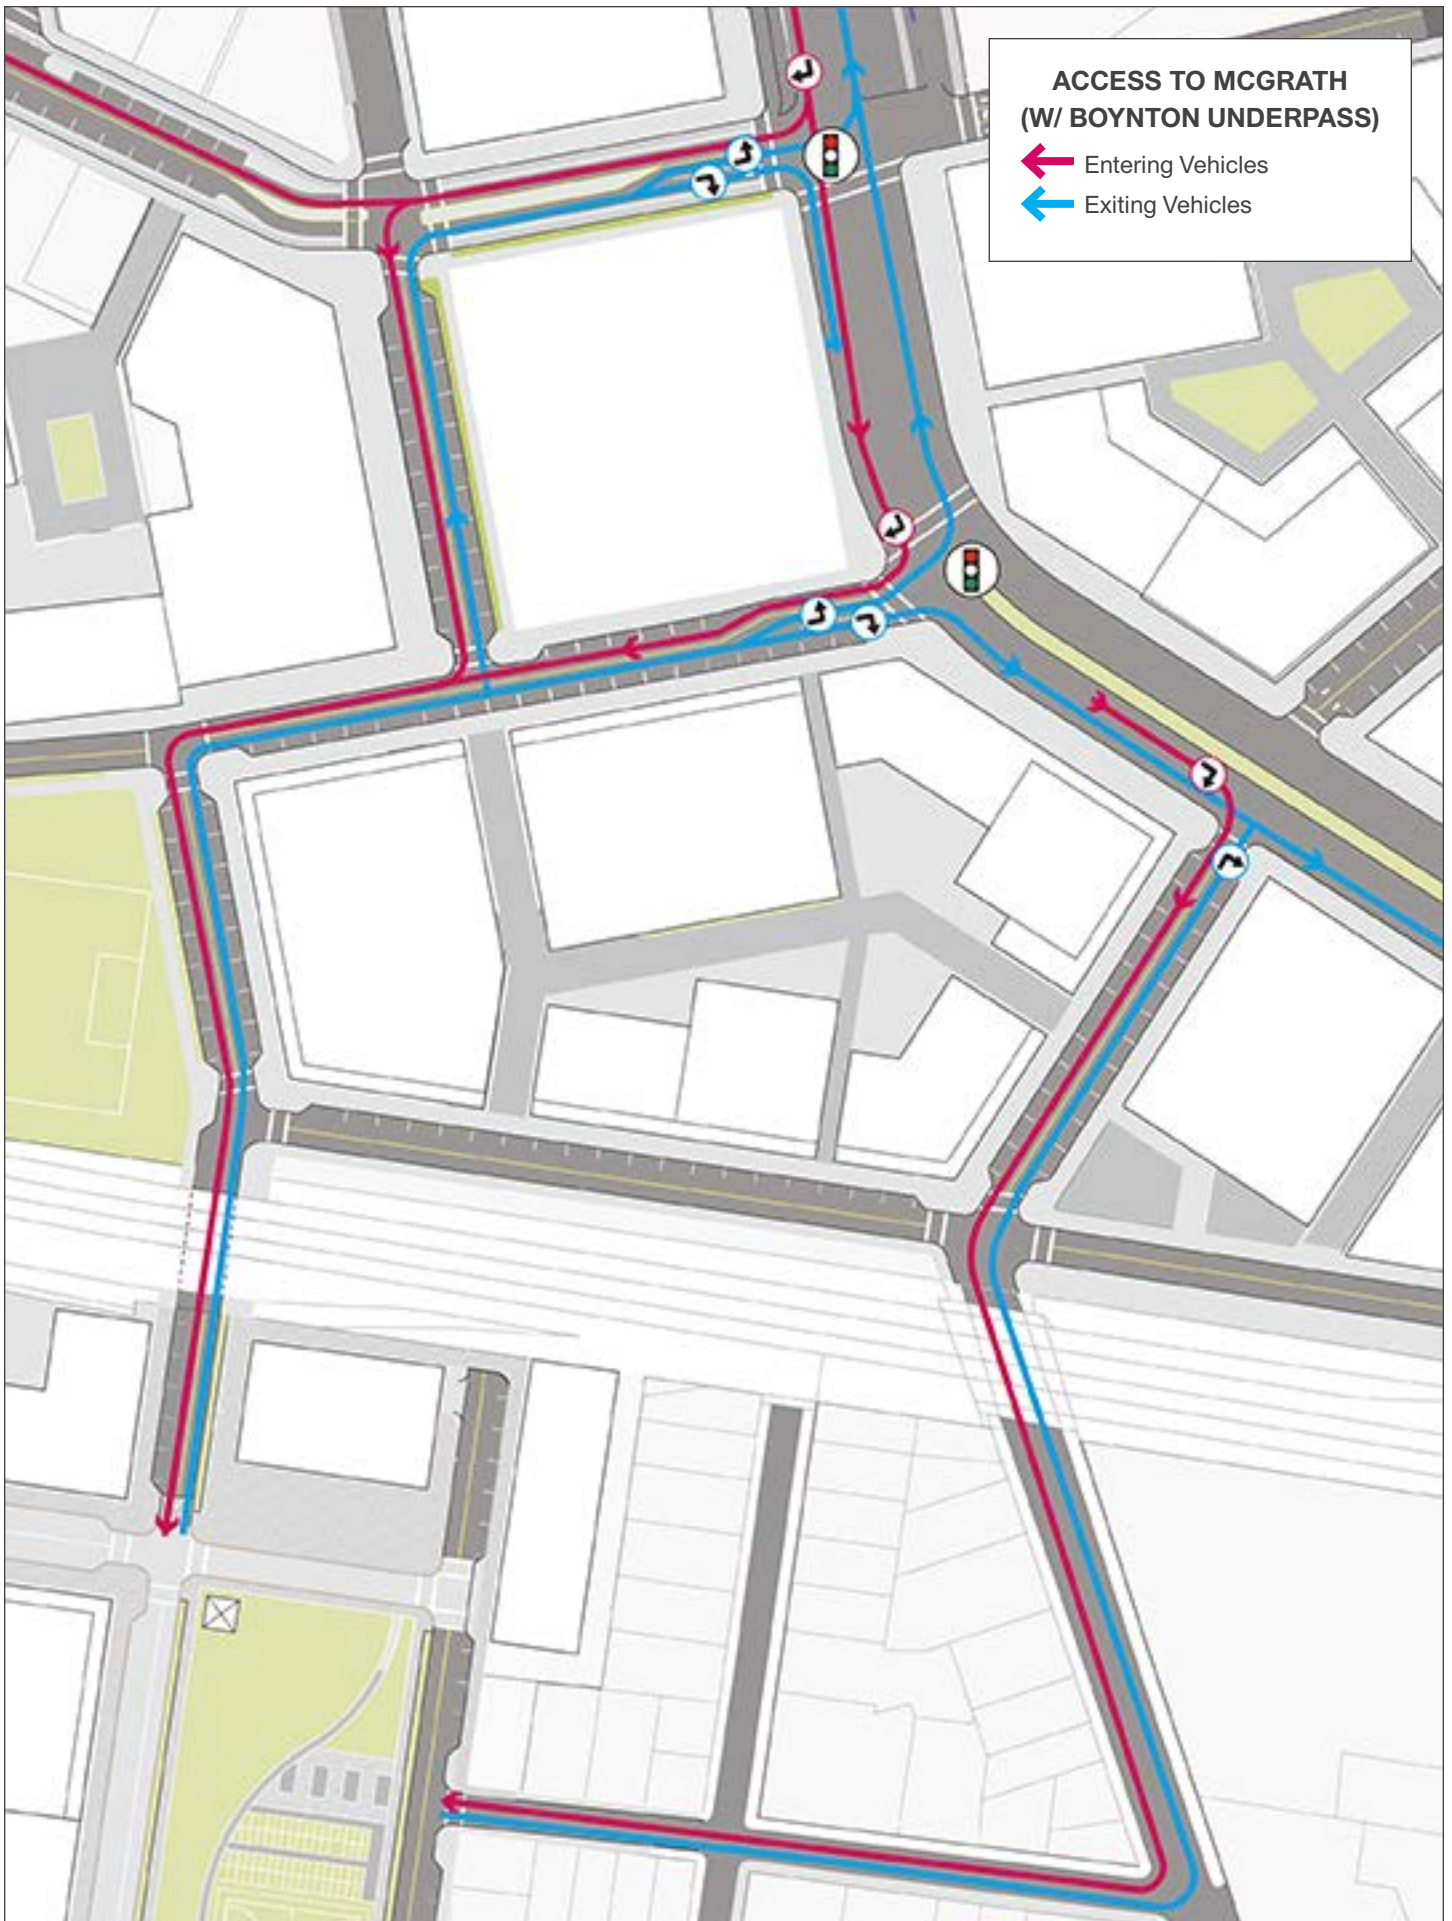 ACCESS TO MCGRATH
(W/ BOYNTON UNDERPASS)
Entering Vehicles
Exiting Vehicles